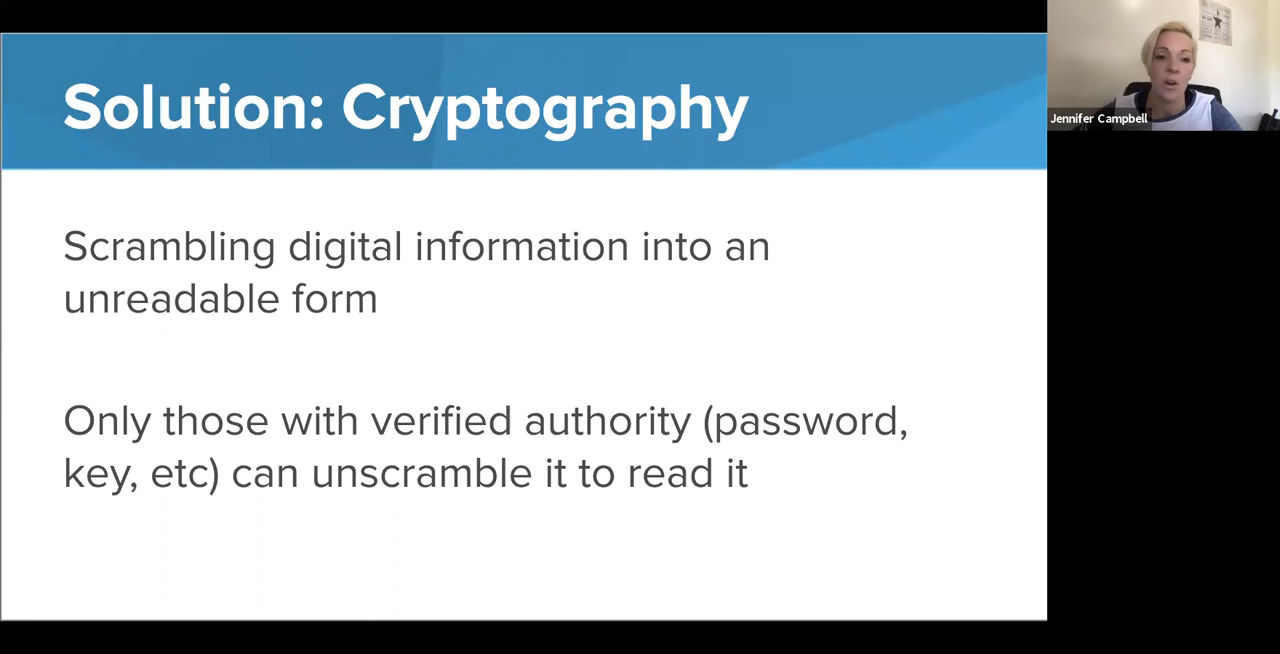 Solution: Cryptography
Scrambling digital information into an
unreadable form
Only those with verified authority (password,
key, etc) can unscramble it to read it
Jennifer Campbell